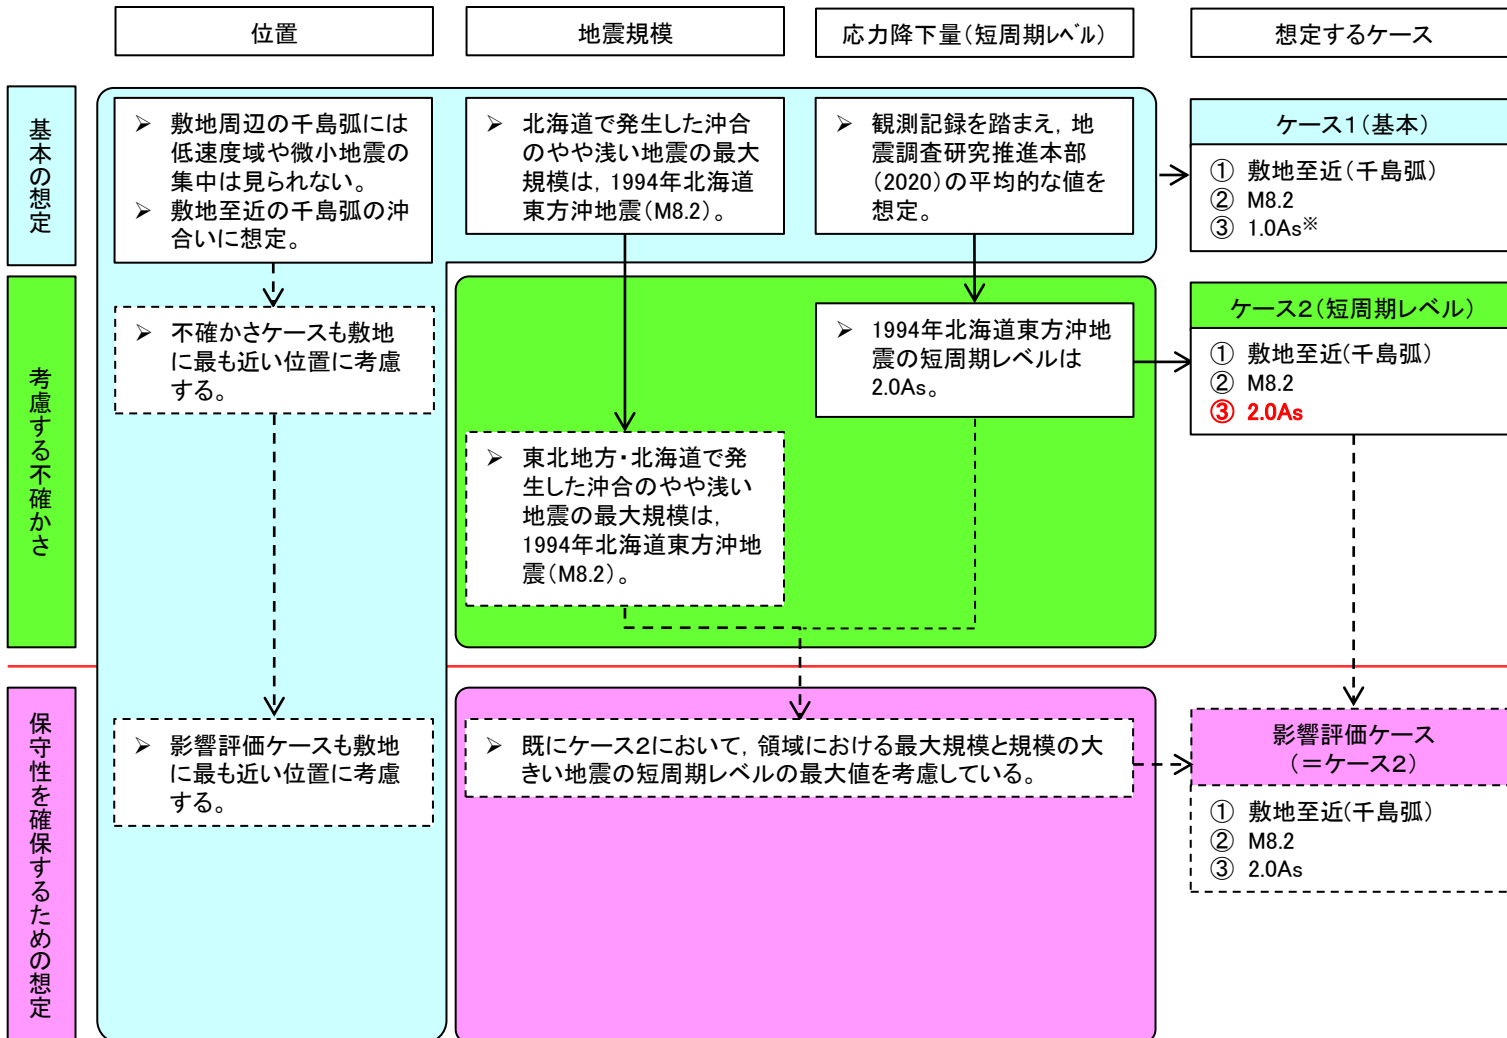 位置
地震規模
応力降下量(短周期ﾚﾍﾞﾙ)
想定するケース
基本の想定
➢ 敷地周辺の千島弧には
低速度域や微小地震の
集中は見られない。
➢ 敷地至近の千島弧の沖
合いに想定。
➢ 北海道で発生した沖合
のやや浅い地震の最大
規模は，1994年北海道
東方沖地震(M8.2)。
➢ 観測記録を踏まえ，地
震調査研究推進本部
(2020)の平均的な値を
想定。
ケース1(基本)
① 敷地至近(千島弧)
② M8.2
③ 1.0As※
考慮する不確かさ
➢ 不確かさケースも敷地
に最も近い位置に考慮
する。
➢ 1994年北海道東方沖地
震の短周期レベルは
2.0As。
ケース2(短周期レベル)
① 敷地至近(千島弧)
② M8.2
③ 2.0As
➢ 東北地方・北海道で発
生した沖合のやや浅い
地震の最大規模は，
1994年北海道東方沖地
震(M8.2)。
保守性を確保するための想定
➢ 影響評価ケースも敷地
に最も近い位置に考慮
する。
➢ 既にケース2において，領域における最大規模と規模の大
きい地震の短周期レベルの最大値を考慮している。
影響評価ケース
(＝ケース2)
① 敷地至近(千島弧)
② M8.2
③ 2.0As